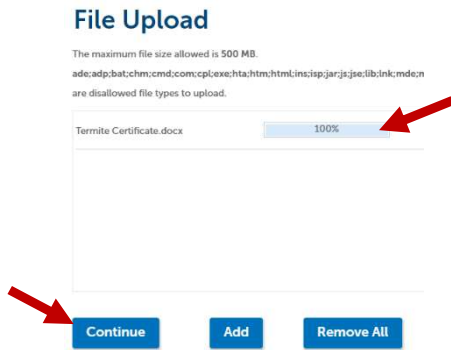 File Upload
The maximum file size allowed is 500 MB.
ade;adp;bat;chm;cmd;com;cpl;exe;hta;htm;html;ins;isp;jar;js;jse;lib;lnk;mde;
are disallowed file types to upload.
Termite Certificate.docx 100%
Continue Add Remove All